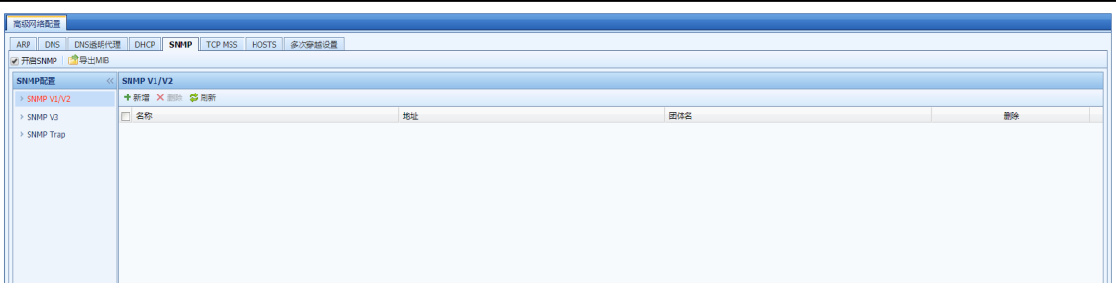 高级网络配置
ARP DNS DNS透明代理 DHCP SNMP TCP MSS HOSTS 多次穿越设置
开启SNMP 导出MIB
SNMP配置 SNMP V1/V2
SNMP V1/V2 新增 删除 刷新
名称 地址 团体名 删除
SNMP V3
SNMP Trap